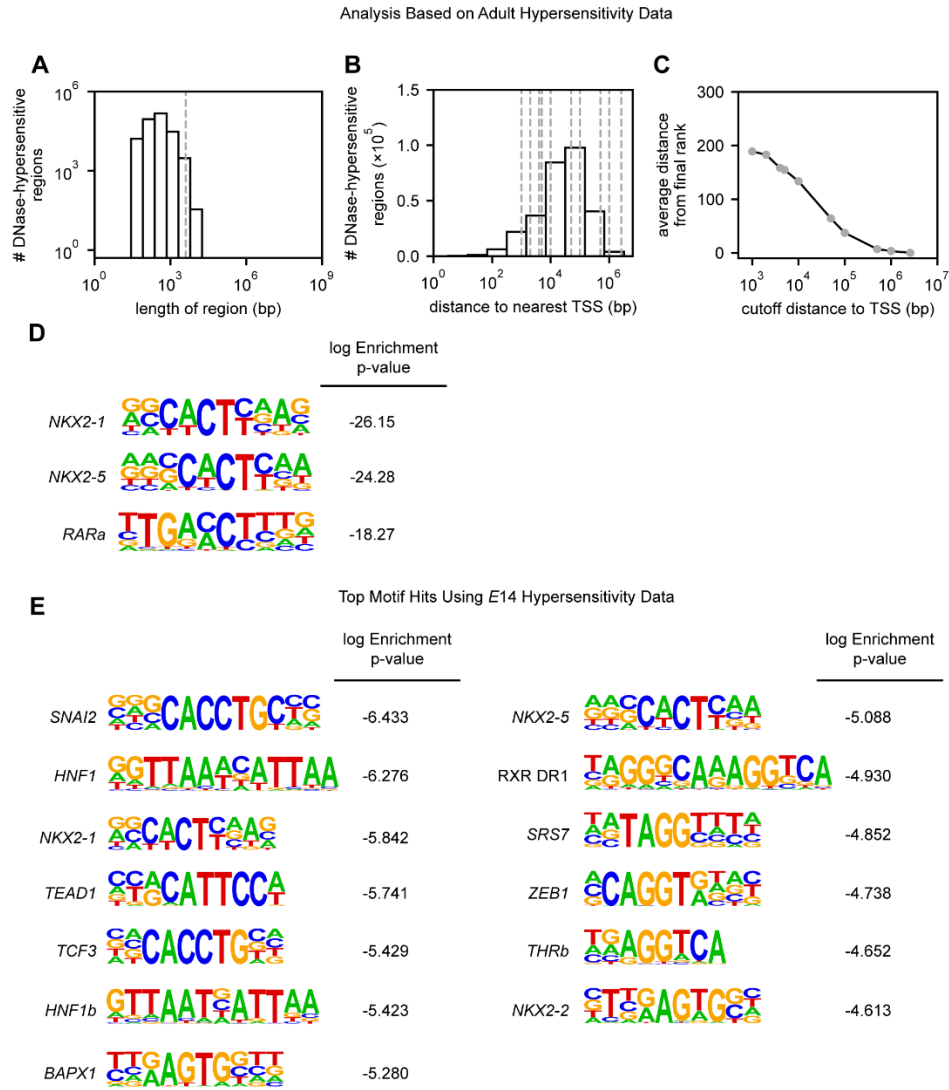 Analysis Based on Adult Hypersensitivity Data
A
B
C
# DNase-hypersensitive
regions
10^6
10^3
10^0
10^0
10^3
10^6
10^9
length of region (bp)
# DNase-hypersensitive
regions (×10^5)
1.5
1.0
0.5
0.0
10^0
10^2
10^4
10^6
distance to nearest TSS (bp)
average distance
from final rank
300
200
100
0
10^3
10^4
10^5
10^6
10^7
cutoff distance to TSS (bp)
D
log Enrichment
p-value
NKX2-1
-26.15
NKX2-5
-24.28
RARa
-18.27
E
Top Motif Hits Using E14 Hypersensitivity Data
log Enrichment
p-value
SNAI2
-6.433
HNF1
-6.276
NKX2-1
-5.842
TEAD1
-5.741
TCF3
-5.429
HNF1b
-5.423
BAPX1
-5.280
log Enrichment
p-value
NKX2-5
-5.088
RXR DR1
-4.930
SRS7
-4.852
ZEB1
-4.738
THRb
-4.652
NKX2-2
-4.613